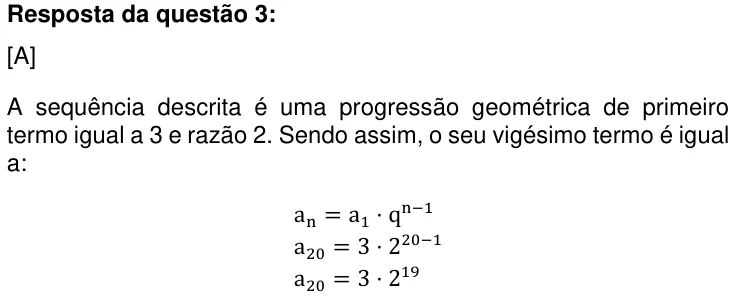 Resposta da questão 3:
[A]
A sequência descrita é uma progressão geométrica de primeiro
termo igual a 3 e razão 2. Sendo assim, o seu vigésimo termo é igual
a:
aₙ = a₁ · qⁿ⁻¹
a₂₀ = 3 · 2²⁰⁻¹
a₂₀ = 3 · 2¹⁹